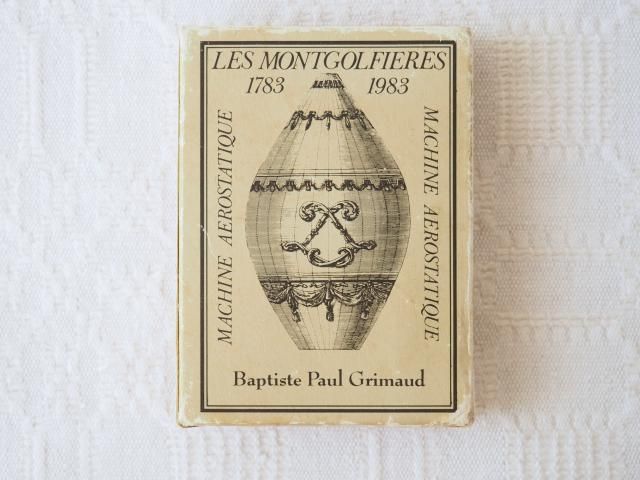 LES MONTGOLFIERES
1783 1983
MACHINE AEROSTATIQUE
MACHINE AEROSTATIQUE
Baptiste Paul Grimaud